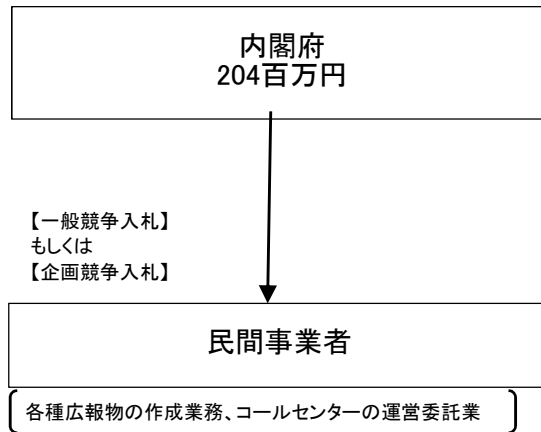 内閣府
204百万円
【一般競争入札】
もしくは
【企画競争入札】
民間事業者
各種広報物の作成業務、コールセンターの運営委託業